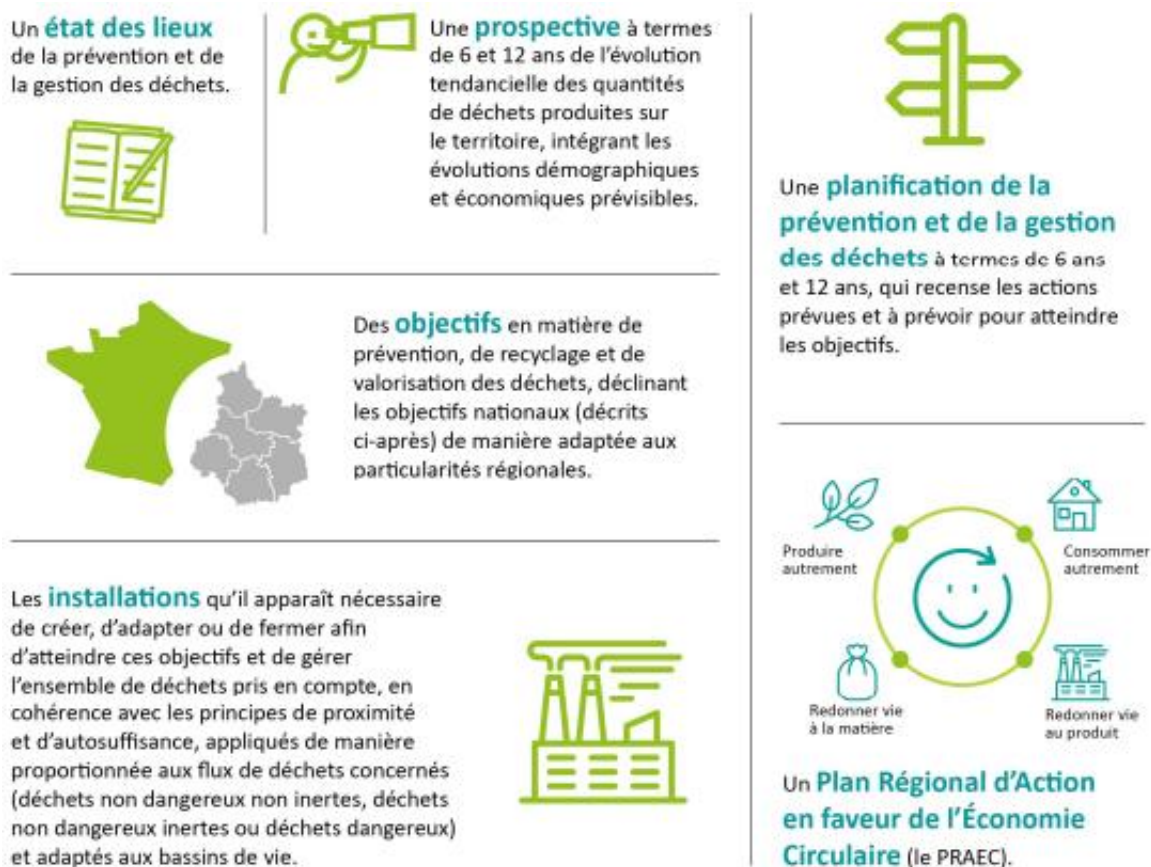 Un état des lieux
de la prévention et de
la gestion des déchets.
Une prospective à termes
de 6 et 12 ans de l’évolution
tendancielle des quantités
de déchets produites sur
le territoire, intégrant les
évolutions démographiques
et économiques prévisibles.
Des objectifs en matière de
prévention, de recyclage et de
valorisation des déchets, déclinant
les objectifs nationaux (décrits
ci-après) de manière adaptée aux
particularités régionales.
Les installations qu’il apparaît nécessaire
de créer, d’adapter ou de fermer afin
d’atteindre ces objectifs et de gérer
l’ensemble de déchets pris en compte, en
cohérence avec les principes de proximité
et d’autosuffisance, appliqués de manière
proportionnée aux flux de déchets concernés
(déchets non dangereux non inertes, déchets
non dangereux inertes ou déchets dangereux)
et adaptés aux bassins de vie.
Une planification de la
prévention et de la gestion
des déchets à termes de 6 ans
et 12 ans, qui recense les actions
prévues et à prévoir pour atteindre
les objectifs.
Produire
autrement
Consommer
autrement
Redonner vie
à la matière
Redonner vie
au produit
Un Plan Régional d’Action
en faveur de l’Économie
Circulaire (le PRAEC).